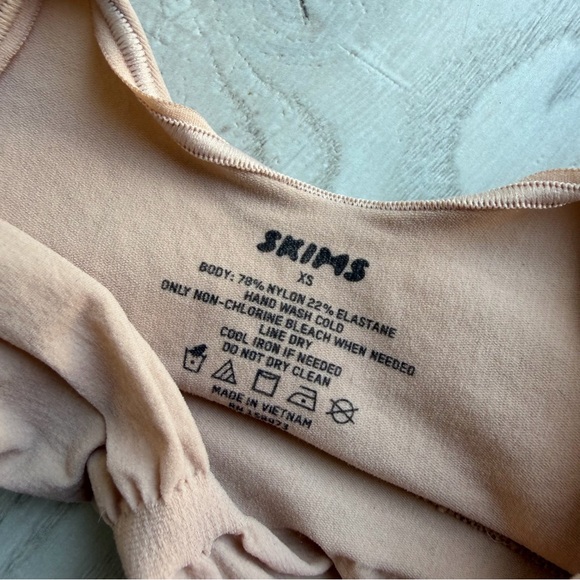 SKIMS
XS
BODY: 78% NYLON 22% ELASTANE
HAND WASH COLD
ONLY NON-CHLORINE BLEACH WHEN NEEDED
LINE DRY
COOL IRON IF NEEDED
DO NOT DRY CLEAN
MADE IN VIETNAM